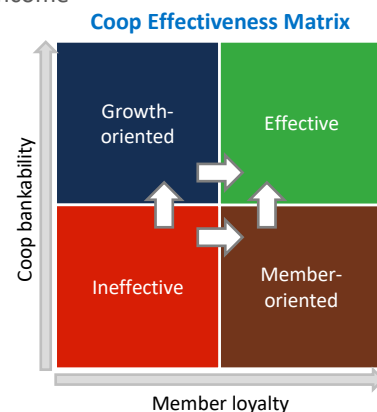 Coop Effectiveness Matrix
Growth-
oriented
Effective
Coop bankability
Ineffective
Member-
oriented
Member loyalty